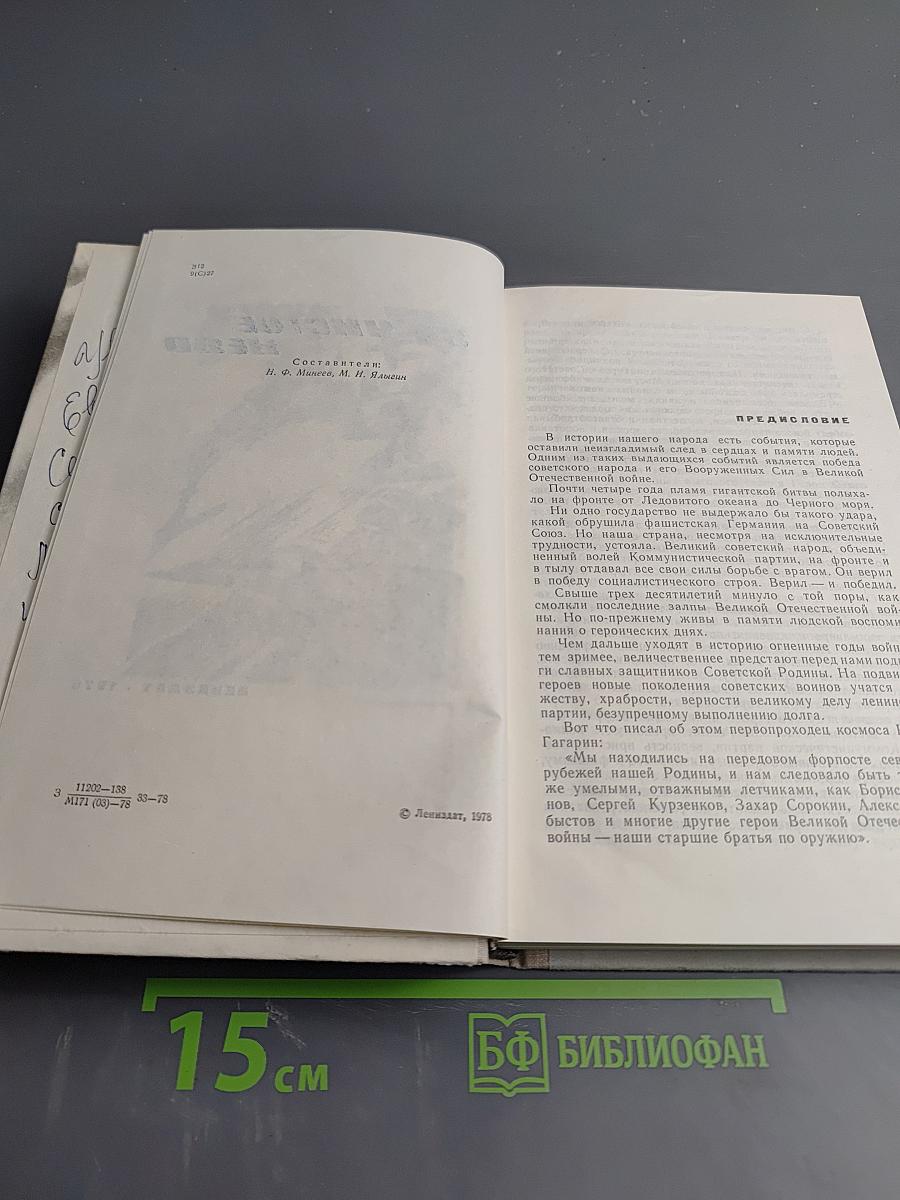 З12
9(С)27
Составители:
Н. Ф. Минеев, М. И. Ялыгин
З 11202—138
М171 (03)—78 33—78
© Лениздат, 1978
ПРЕДИСЛОВИЕ
В истории нашего народа есть события, которые
оставили неизгладимый след в сердцах и памяти людей.
Одним из таких выдающихся событий является победа
советского народа и его Вооруженных Сил в Великой
Отечественной войне.
Почти четыре года пламя гигантской битвы полыха-
ло на фронте от Ледовитого океана до Черного моря.
Ни одно государство не выдержало бы такого удара,
какой обрушила фашистская Германия на Советский
Союз. Но наша страна, несмотря на исключительные
трудности, устояла. Великий советский народ, объеди-
ненный волей Коммунистической партии, на фронте и
в тылу отдавал все свои силы борьбе с врагом. Он верил
в победу социалистического строя. Верил — и победил.
Свыше трех десятилетий минуло с той поры, как
смолкли последние залпы Великой Отечественной вой-
ны. Но по-прежнему живы в памяти людской воспоми
нания о героических днях.
Чем дальше уходят в историю огненные годы войн
тем зримее, величественнее предстают перед нами подв
ги славных защитников Советской Родины. На подви
героев новые поколения советских воинов учатся
жеству, храбрости, верности великому делу ленинс
партии, безупречному выполнению долга.
Вот что писал об этом первопроходец космоса
Гагарин:
«Мы находились на передовом форпосте сев
рубежей нашей Родины, и нам следовало быть т
же умелыми, отважными летчиками, как Борис
нов, Сергей Курзенков, Захар Сорокин, Алекс
быстов и многие другие герои Великой Отечес
войны — наши старшие братья по оружию».
15 см
БФ БИБЛИОФАН